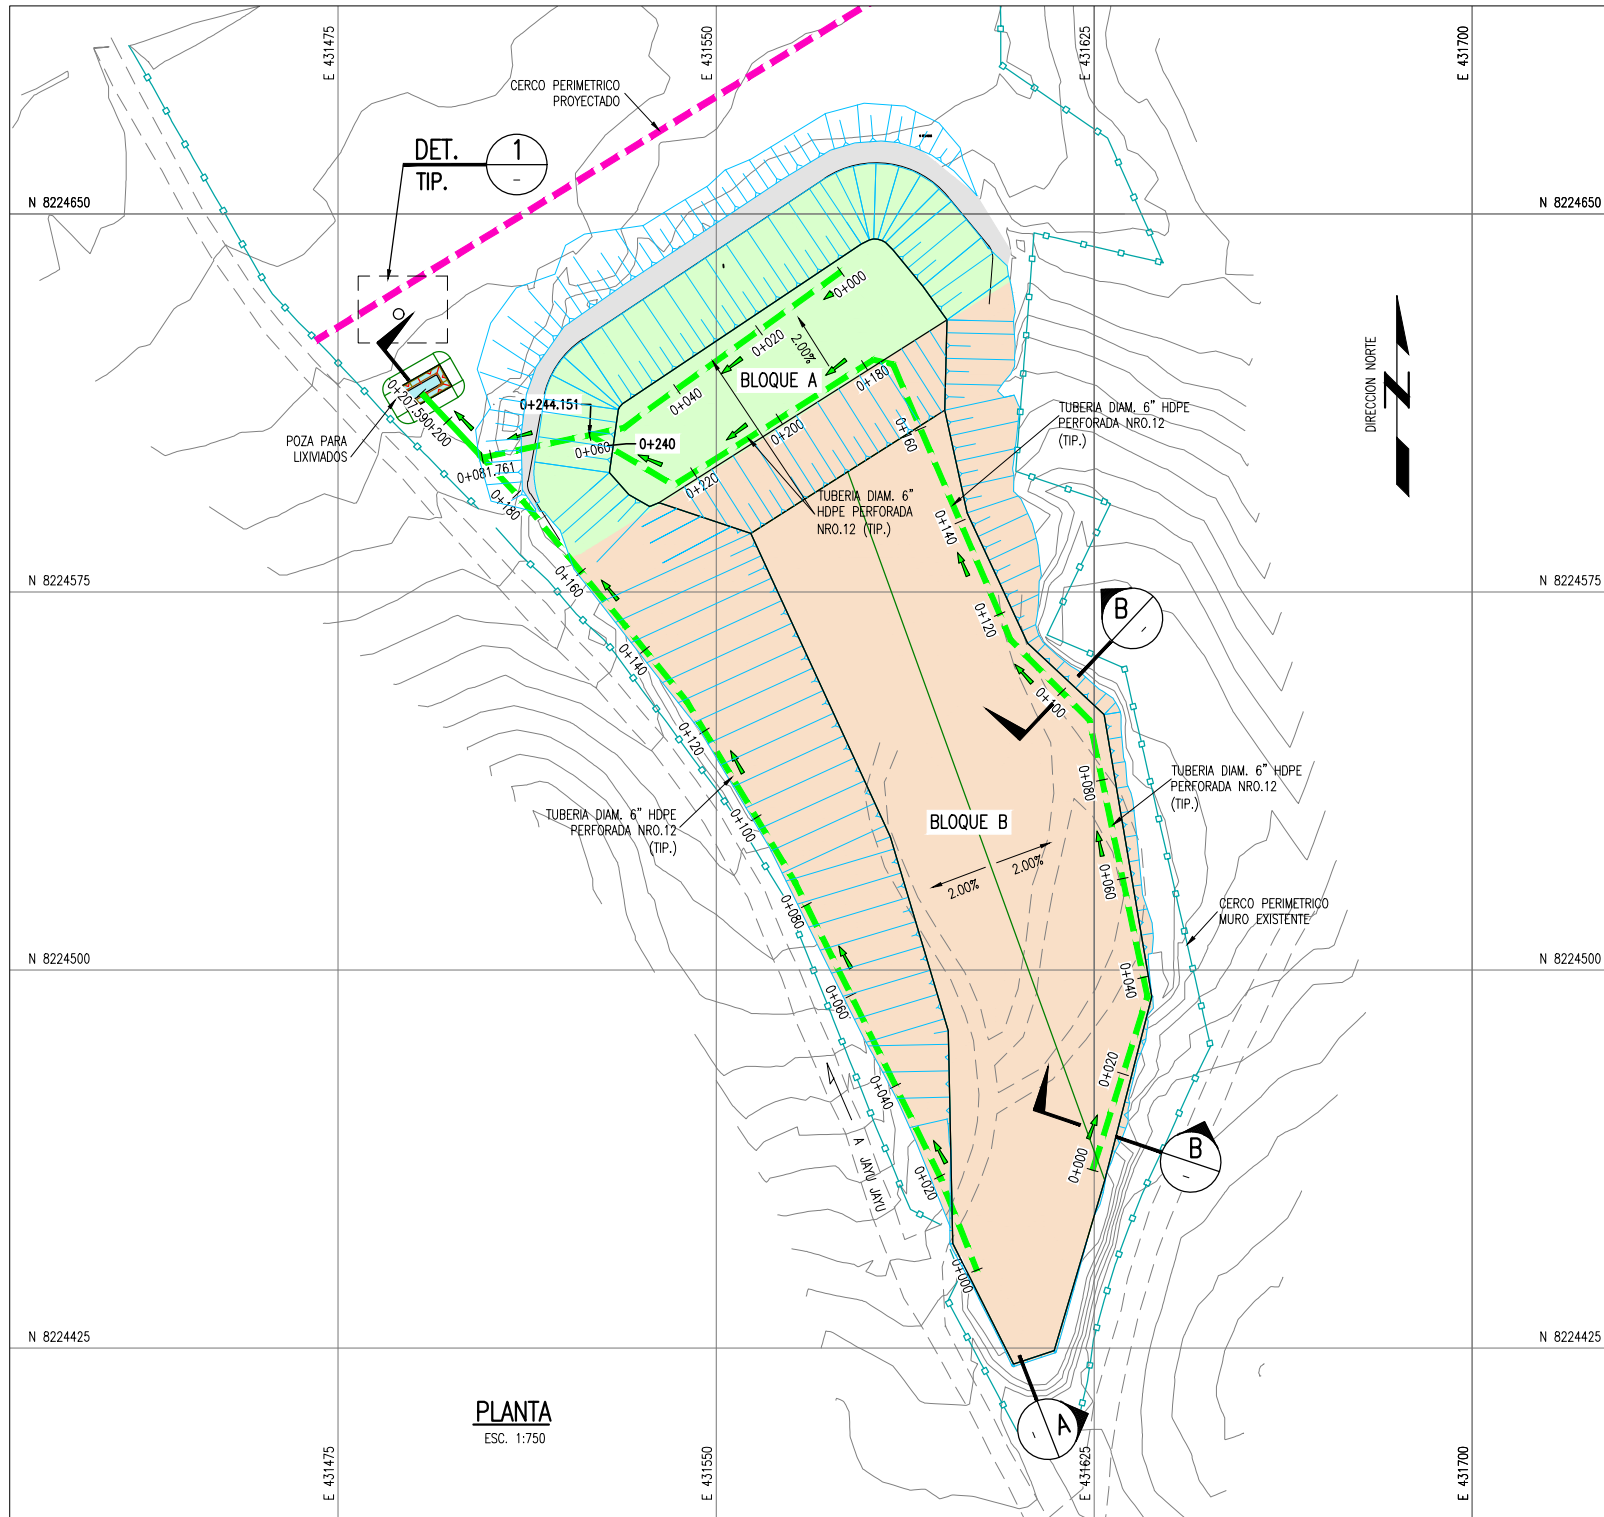 E 431475
E 431550
E 431625
E 431700
CERCO PERIMETRICO
PROYECTADO
DET.
TIP.
1
-
N 8224650
N 8224650
0+000
0+020
2.00%
BLOQUE A
0+040
0+180
0+244.151
0+240
0+060
0+200
0+220
0+207.590
0+200
POZA PARA
LIXIVIADOS
0+081.761
0+180
0+160
TUBERIA DIAM. 6" HDPE
PERFORADA NRO.12
(TIP.)
TUBERIA DIAM. 6"
HDPE PERFORADA
NRO.12 (TIP.)
DIRECCION NORTE
N
0+140
0+160
N 8224575
N 8224575
0+120
B
-
0+140
0+100
0+120
0+080
TUBERIA DIAM. 6" HDPE
PERFORADA NRO.12
(TIP.)
TUBERIA DIAM. 6" HDPE
PERFORADA NRO.12
(TIP.)
0+100
BLOQUE B
2.00%
2.00%
0+060
0+080
CERCO PERIMETRICO
MURO EXISTENTE
N 8224500
N 8224500
0+040
0+060
0+020
0+040
A JAYU JAYU
0+000
B
-
0+020
0+000
N 8224425
N 8224425
A
-
PLANTA
ESC. 1:750
E 431475
E 431550
E 431625
E 431700